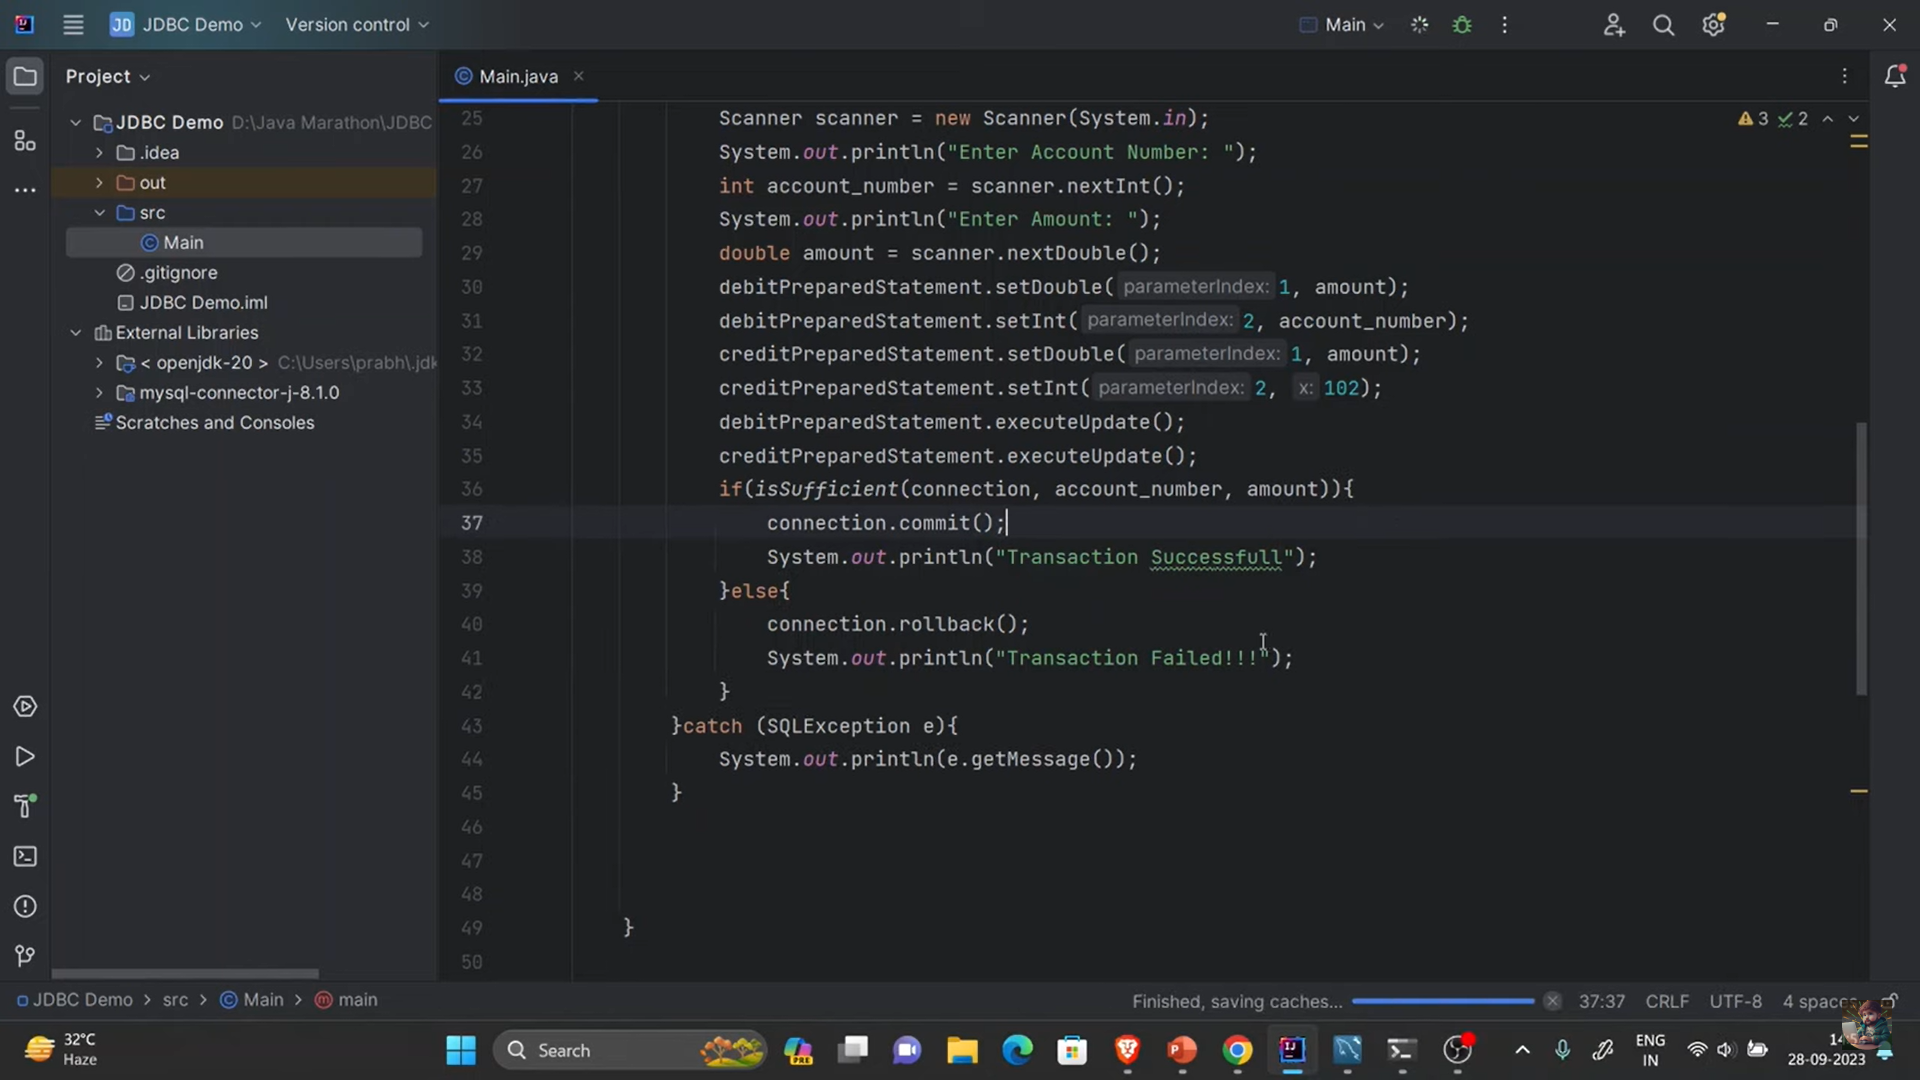 JD JDBC Demo Version control Main
Project
Main.java
JDBC Demo D:\Java Marathon\JDBC
.idea
out
src
Main
.gitignore
JDBC Demo.iml
External Libraries
< openjdk-20 > C:\Users\prabh\.jdk
mysql-connector-j-8.1.0
Scratches and Consoles
3 2
25 Scanner scanner = new Scanner(System.in);
26 System.out.println("Enter Account Number: ");
27 int account_number = scanner.nextInt();
28 System.out.println("Enter Amount: ");
29 double amount = scanner.nextDouble();
30 debitPreparedStatement.setDouble( parameterIndex: 1, amount);
31 debitPreparedStatement.setInt( parameterIndex: 2, account_number);
32 creditPreparedStatement.setDouble( parameterIndex: 1, amount);
33 creditPreparedStatement.setInt( parameterIndex: 2, x: 102);
34 debitPreparedStatement.executeUpdate();
35 creditPreparedStatement.executeUpdate();
36 if(isSufficient(connection, account_number, amount)){
37 connection.commit();
38 System.out.println("Transaction Successfull");
39 }else{
40 connection.rollback();
41 System.out.println("Transaction Failed!!!");
42 }
43 }catch (SQLException e){
44 System.out.println(e.getMessage());
45 }
46
47
48
49 }
50
JDBC Demo > src > Main > main Finished, saving caches... 37:37 CRLF UTF-8 4 spaces
32°C
Haze
Search
PRE
ENG
IN
28-09-2023